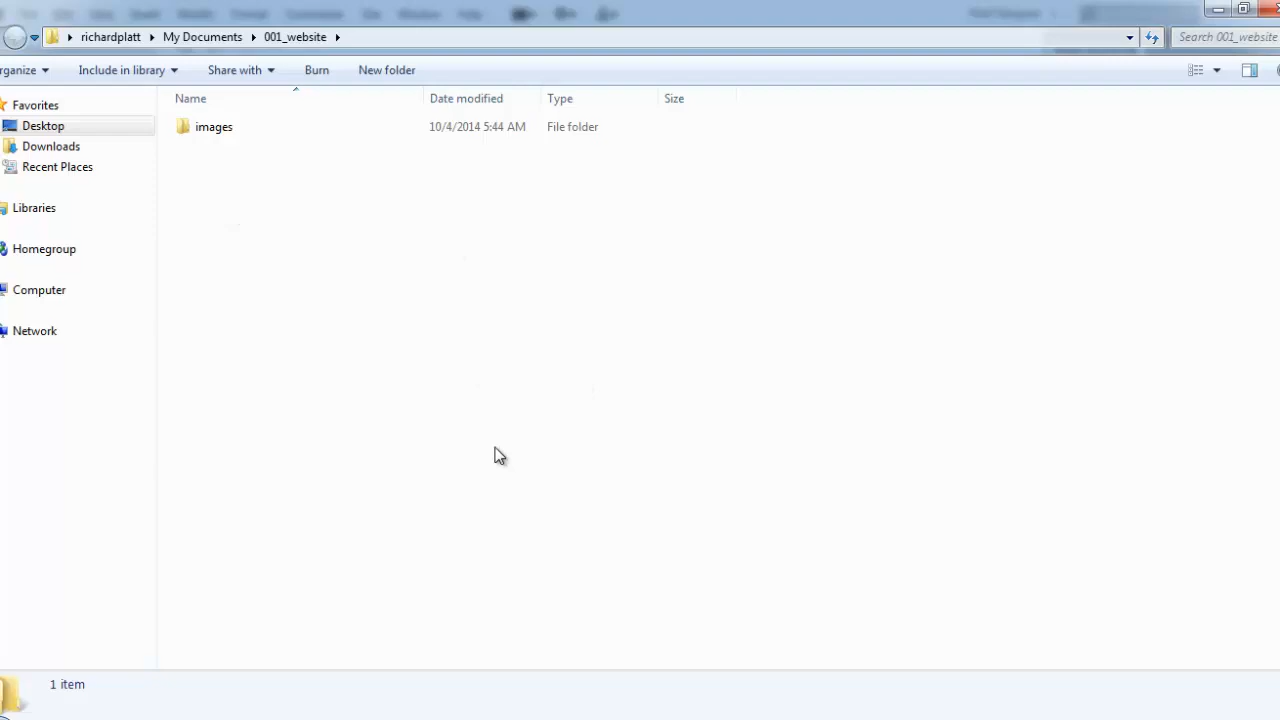 richardplatt My Documents 001_website Search 001_website
rganize Include in library Share with Burn New folder
Name Date modified Type Size
images 10/4/2014 5:44 AM File folder
Favorites
Desktop
Downloads
Recent Places
Libraries
Homegroup
Computer
Network
1 item